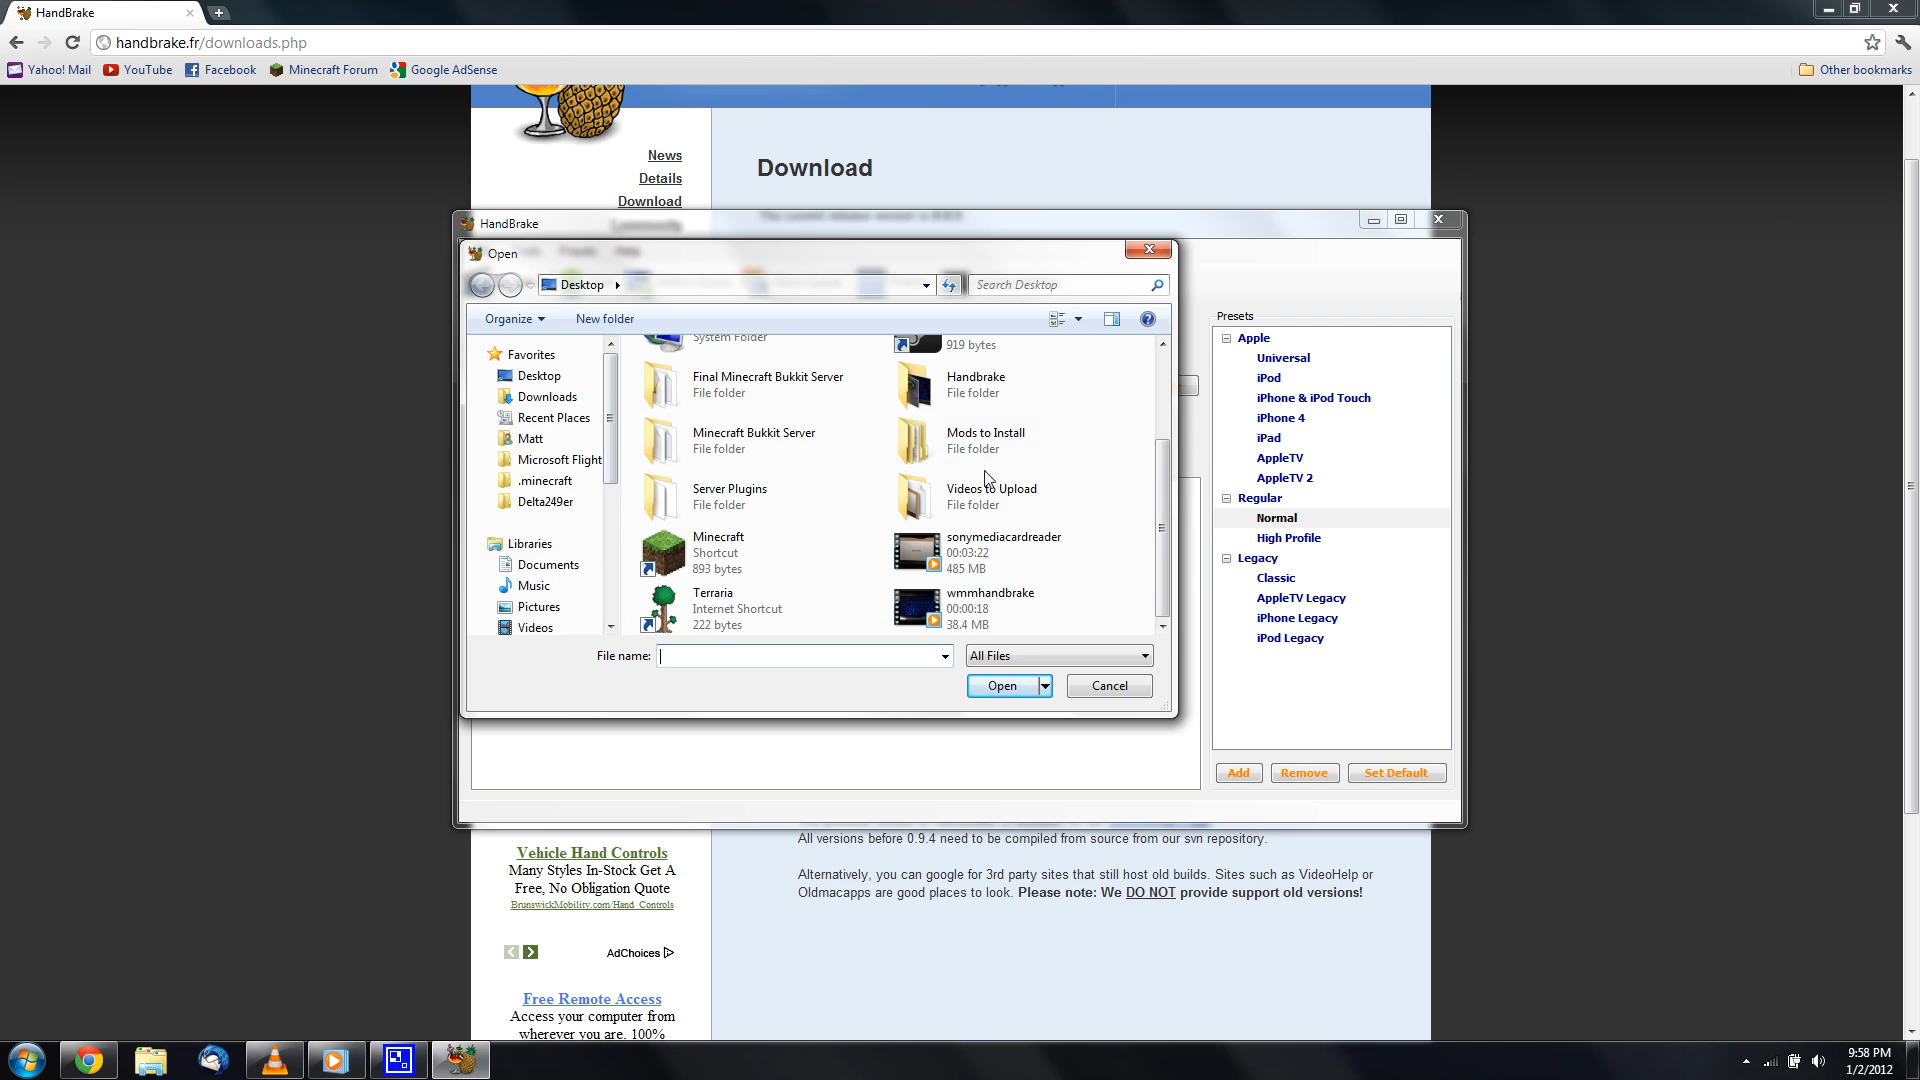 HandBrake
handbrake.fr/downloads.php
Yahoo! Mail YouTube Facebook Minecraft Forum Google AdSense Other bookmarks
News
Details
Download
Download
HandBrake
Open
Desktop
Search Desktop
Organize New folder
Favorites
Desktop
Downloads
Recent Places
Matt
Microsoft Flight
.minecraft
Delta249er
Libraries
Documents
Music
Pictures
Videos
System Folder
919 bytes
Final Minecraft Bukkit Server
File folder
Handbrake
File folder
Minecraft Bukkit Server
File folder
Mods to Install
File folder
Server Plugins
File folder
Videos to Upload
File folder
Minecraft
Shortcut
893 bytes
sonymediacardreader
00:03:22
485 MB
Terraria
Internet Shortcut
222 bytes
wmmhandbrake
00:00:18
38.4 MB
File name:
All Files
Open Cancel
Presets
Apple
Universal
iPod
iPhone & iPod Touch
iPhone 4
iPad
AppleTV
AppleTV 2
Regular
Normal
High Profile
Legacy
Classic
AppleTV Legacy
iPhone Legacy
iPod Legacy
Add Remove Set Default
Vehicle Hand Controls
Many Styles In-Stock Get A
Free, No Obligation Quote
BrunswickMobility.com/Hand_Controls
AdChoices
Free Remote Access
Access your computer from
wherever you are. 100%
All versions before 0.9.4 need to be compiled from source from our svn repository.
Alternatively, you can google for 3rd party sites that still host old builds. Sites such as VideoHelp or
Oldmacapps are good places to look. Please note: We DO NOT provide support old versions!
9:58 PM
1/2/2012